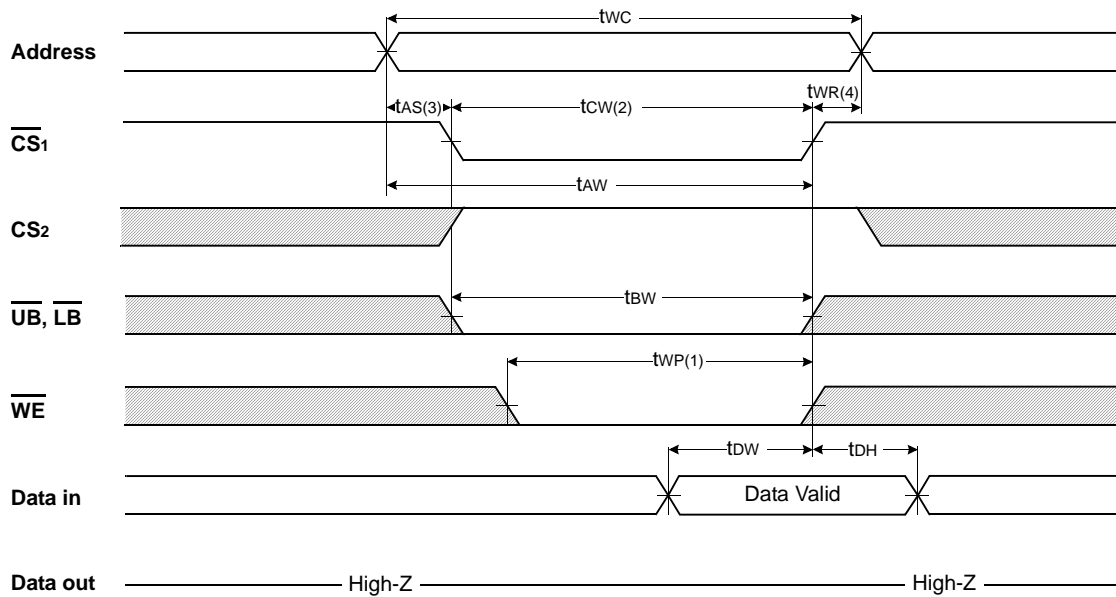 tWC
Address
tAS(3) tCW(2) tWR(4)
CS1
tAW
CS2
tBW
UB, LB
tWP(1)
WE
tDW tDH
Data in Data Valid
Data out High-Z High-Z